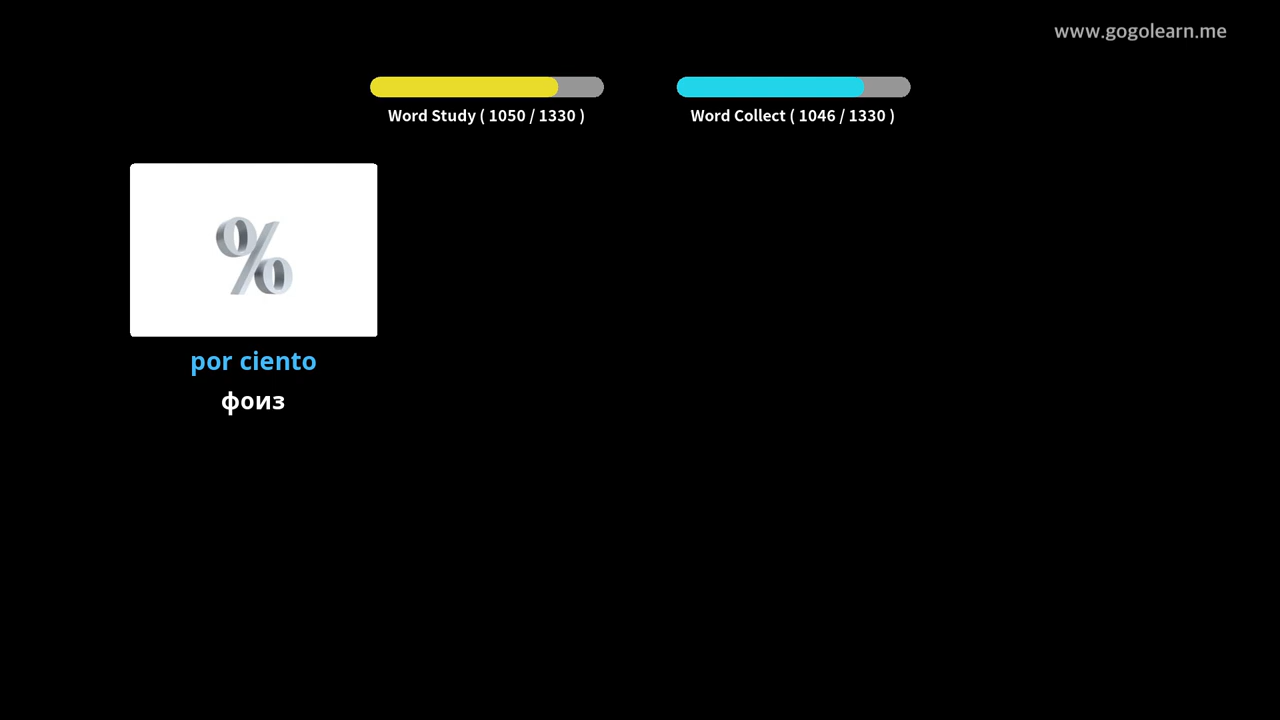 www.gogolearn.me
Word Study ( 1050 / 1330 )
Word Collect ( 1046 / 1330 )
%
por ciento
фоиз